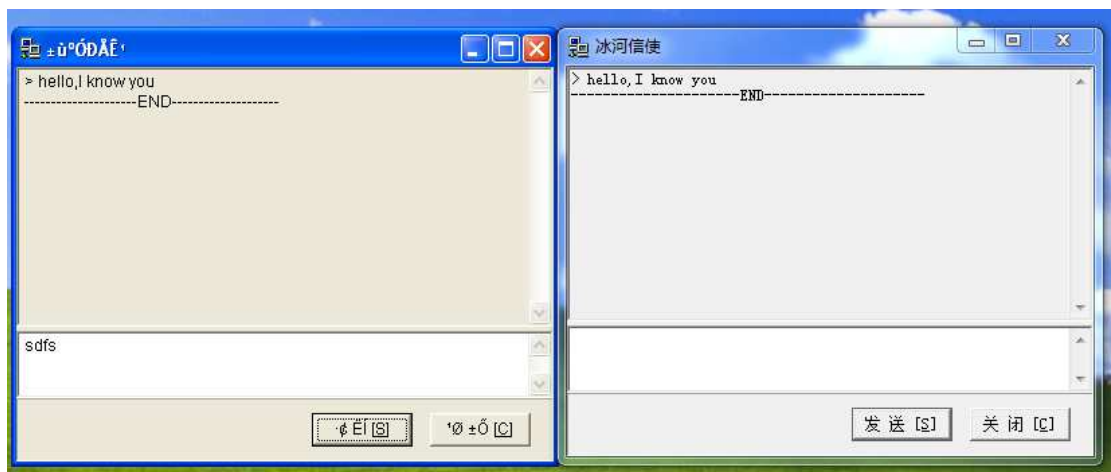 ±ù°ÓÐÅÊ¹
> hello,I know you
--------------------END-------------------
sdfs
·¢ ËÍ [S]
¹Ø ±Õ [C]
冰河信使
> hello,I know you
----------------------END--------------------
发 送 [S]
关 闭 [C]